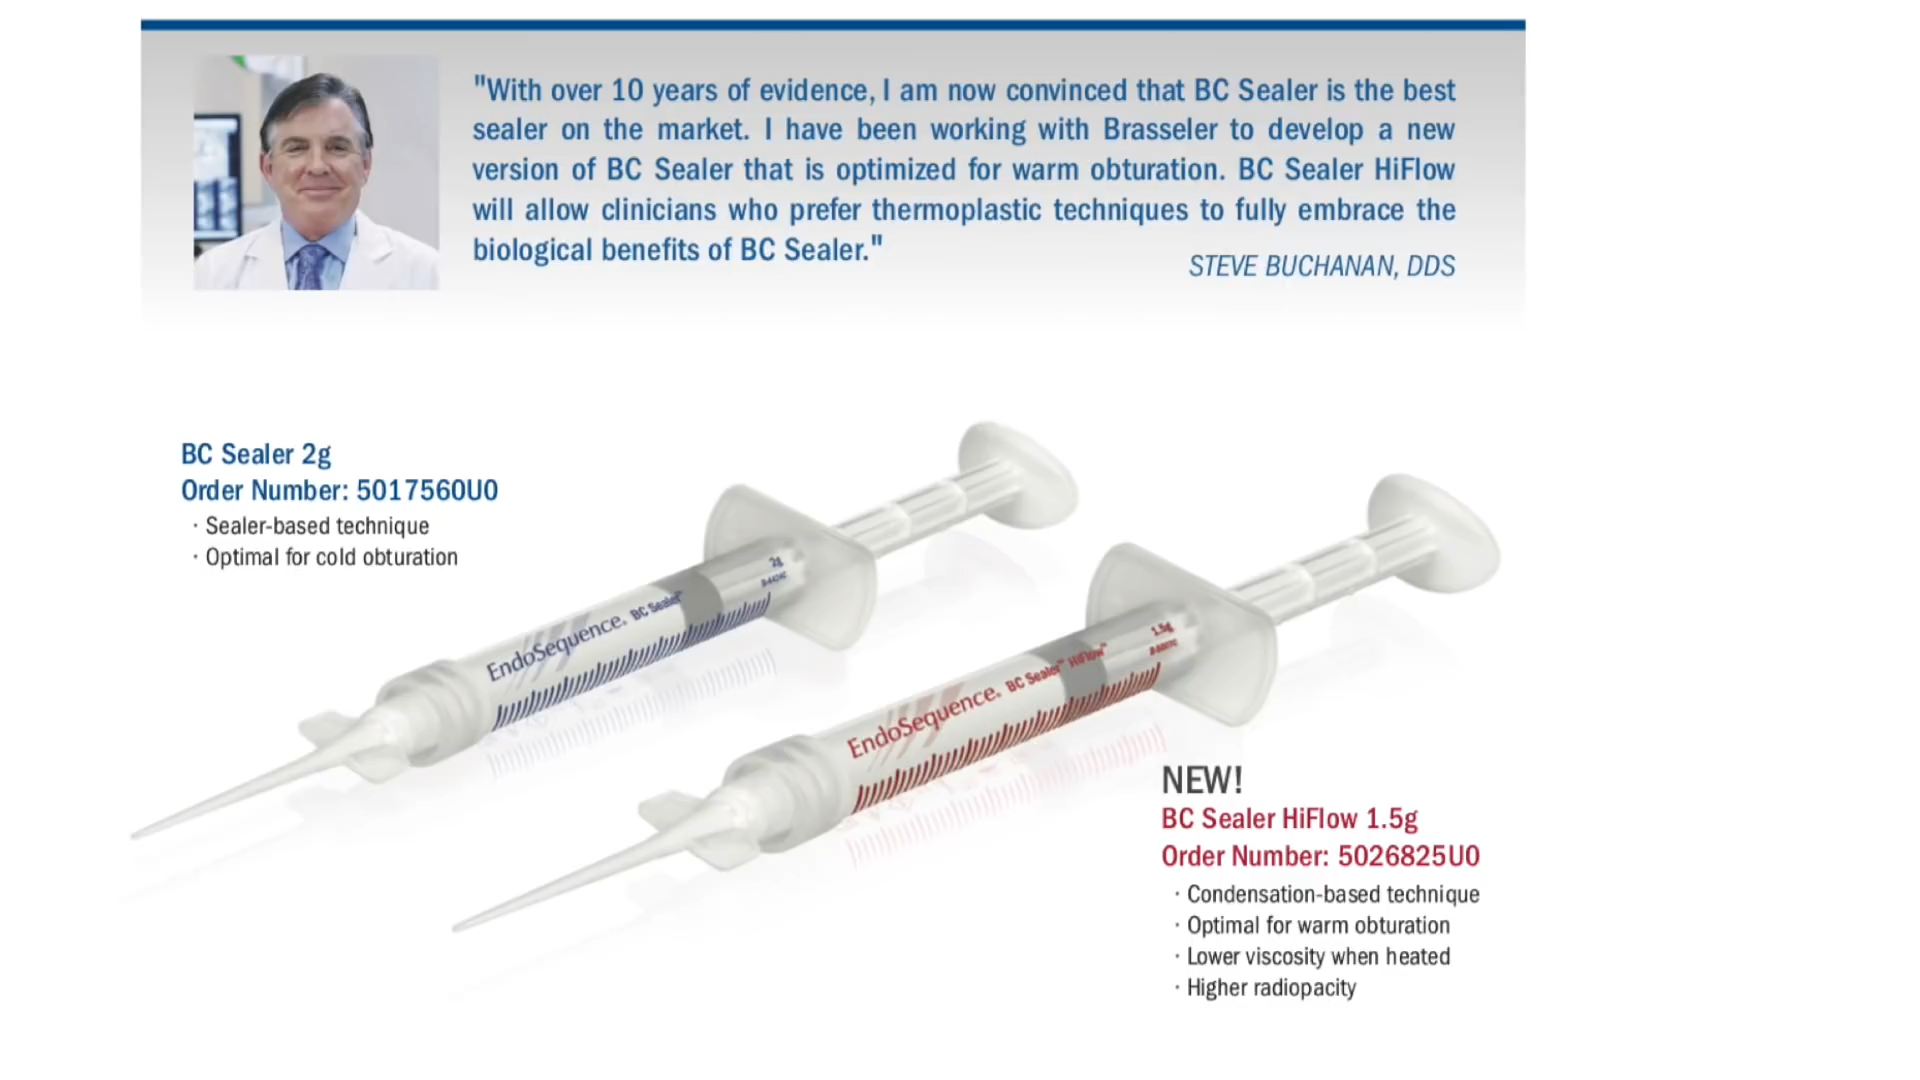 "With over 10 years of evidence, I am now convinced that BC Sealer is the best
sealer on the market. I have been working with Brasseler to develop a new
version of BC Sealer that is optimized for warm obturation. BC Sealer HiFlow
will allow clinicians who prefer thermoplastic techniques to fully embrace the
biological benefits of BC Sealer."
STEVE BUCHANAN, DDS
BC Sealer 2g
Order Number: 5017560U0
· Sealer-based technique
· Optimal for cold obturation
EndoSequence® BC Sealer™
2g
EndoSequence® BC Sealer™ HiFlow™
1.5g
NEW!
BC Sealer HiFlow 1.5g
Order Number: 5026825U0
· Condensation-based technique
· Optimal for warm obturation
· Lower viscosity when heated
· Higher radiopacity